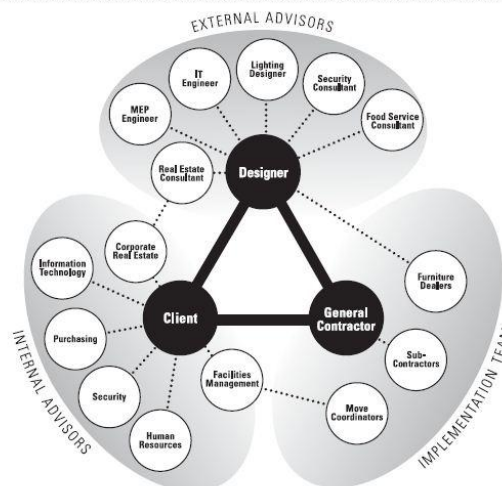 EXTERNAL ADVISORS
Lighting
Designer
IT
Engineer
Security
Consultant
MEP
Engineer
Food Service
Consultant
Real Estate
Consultant
Designer
Corporate
Real Estate
Information
Technology
Furniture
Dealers
Client
General
Contractor
Purchasing
Sub-
Contractors
Facilities
Management
Security
Move
Coordinators
Human
Resources
INTERNAL ADVISORS
IMPLEMENTATION TEAM